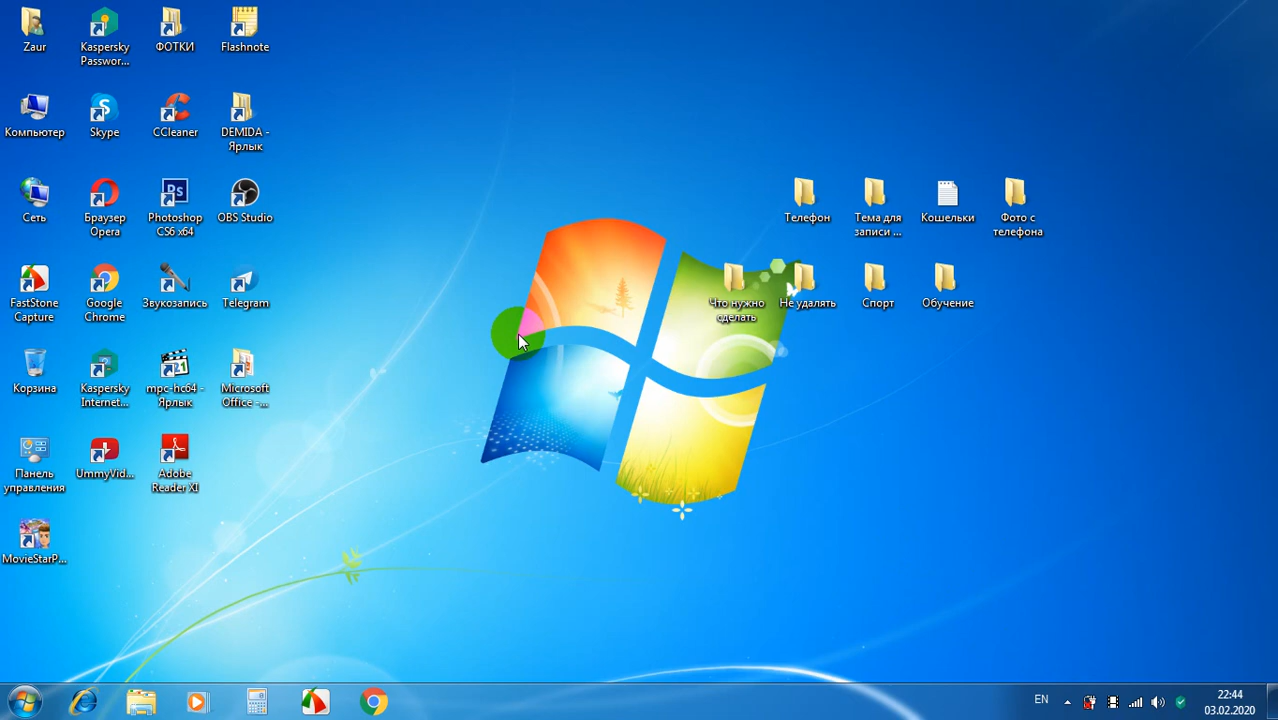 Zaur
Kaspersky
Passwor...
ФОТКИ
Flashnote
Компьютер
Skype
CCleaner
DEMIDA -
Ярлык
Сеть
Браузер
Opera
Photoshop
CS6 x64
OBS Studio
FastStone
Capture
Google
Chrome
Звукозапись
Telegram
Корзина
Kaspersky
Internet...
mpc-hc64 -
Ярлык
Microsoft
Office -...
Панель
управления
UmmyVid...
Adobe
Reader XI
MovieStarP...
Телефон
Тема для
записи ...
Кошельки
Фото с
телефона
Что нужно
сделать
Не удалять
Спорт
Обучение
EN
22:44
03.02.2020